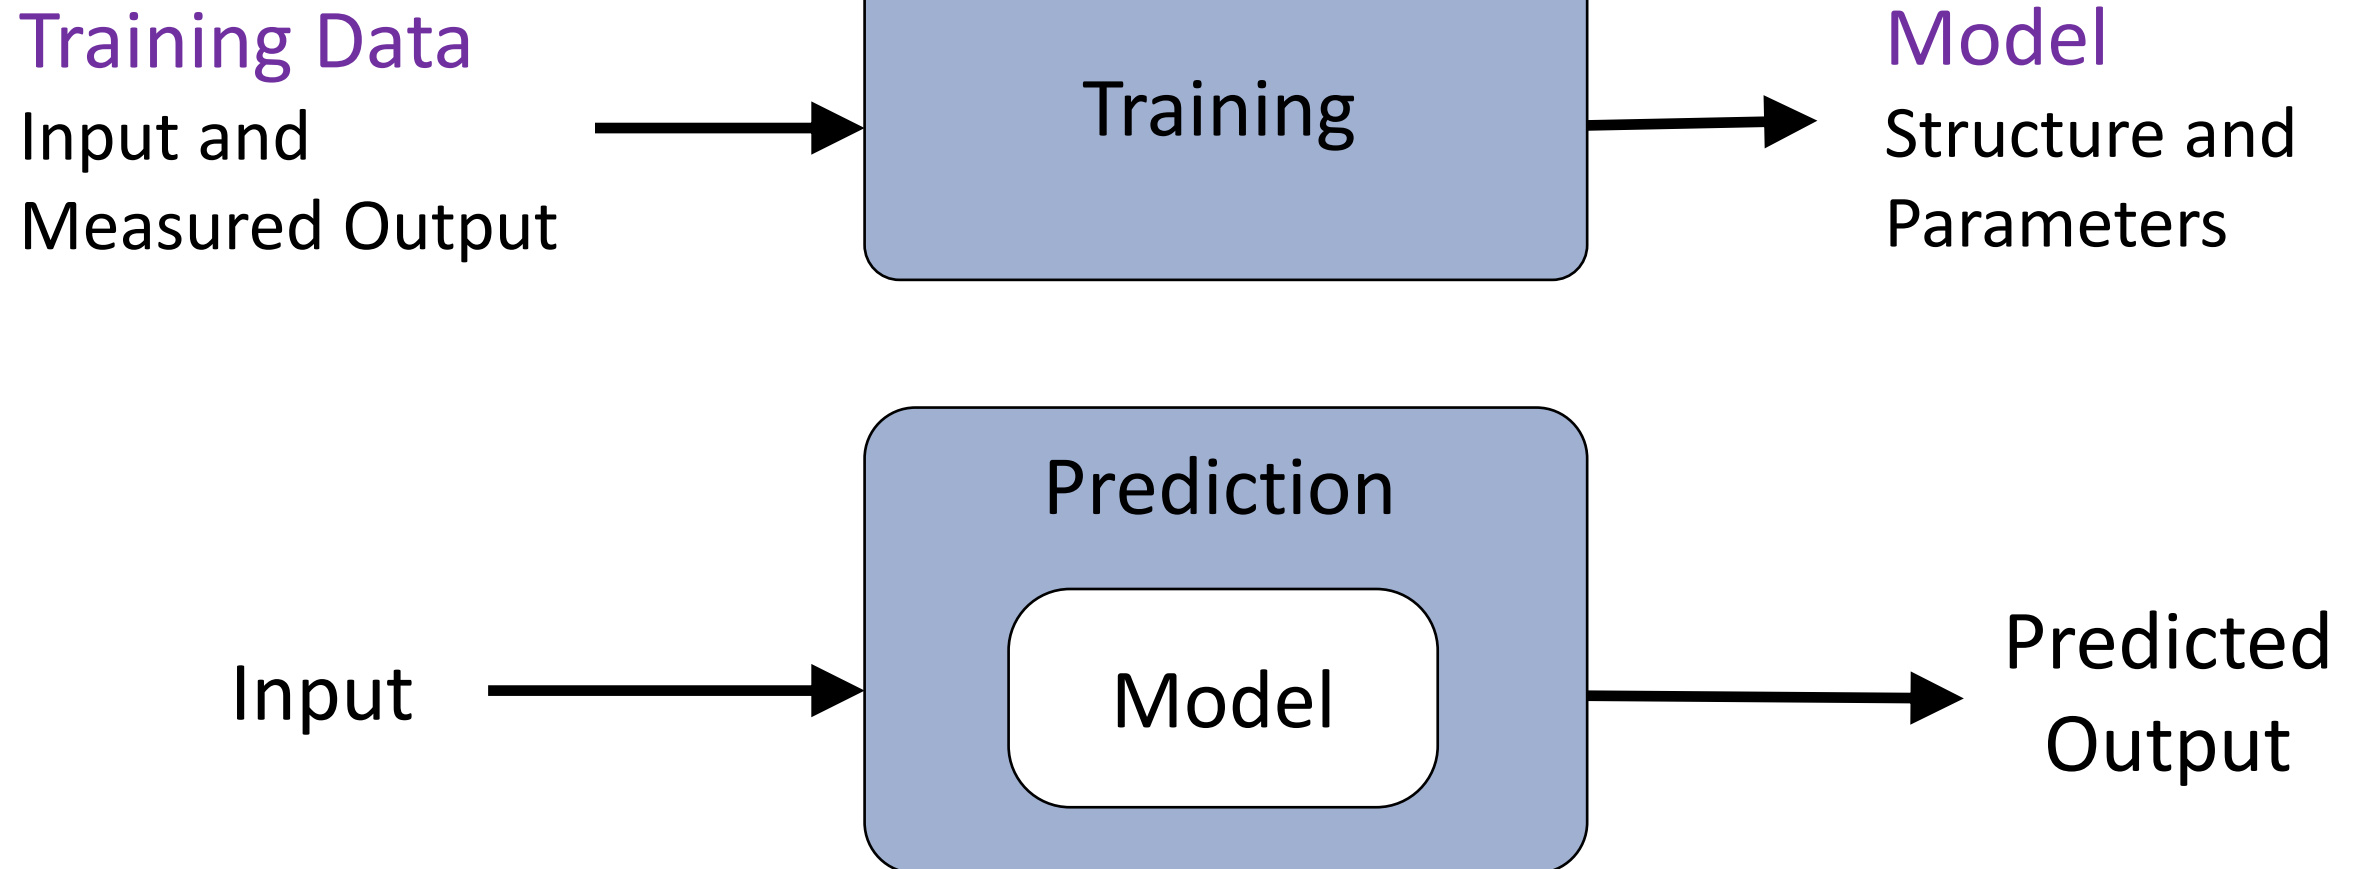 Training Data
Input and
Measured Output
Training
Model
Structure and
Parameters
Prediction
Input
Model
Predicted
Output